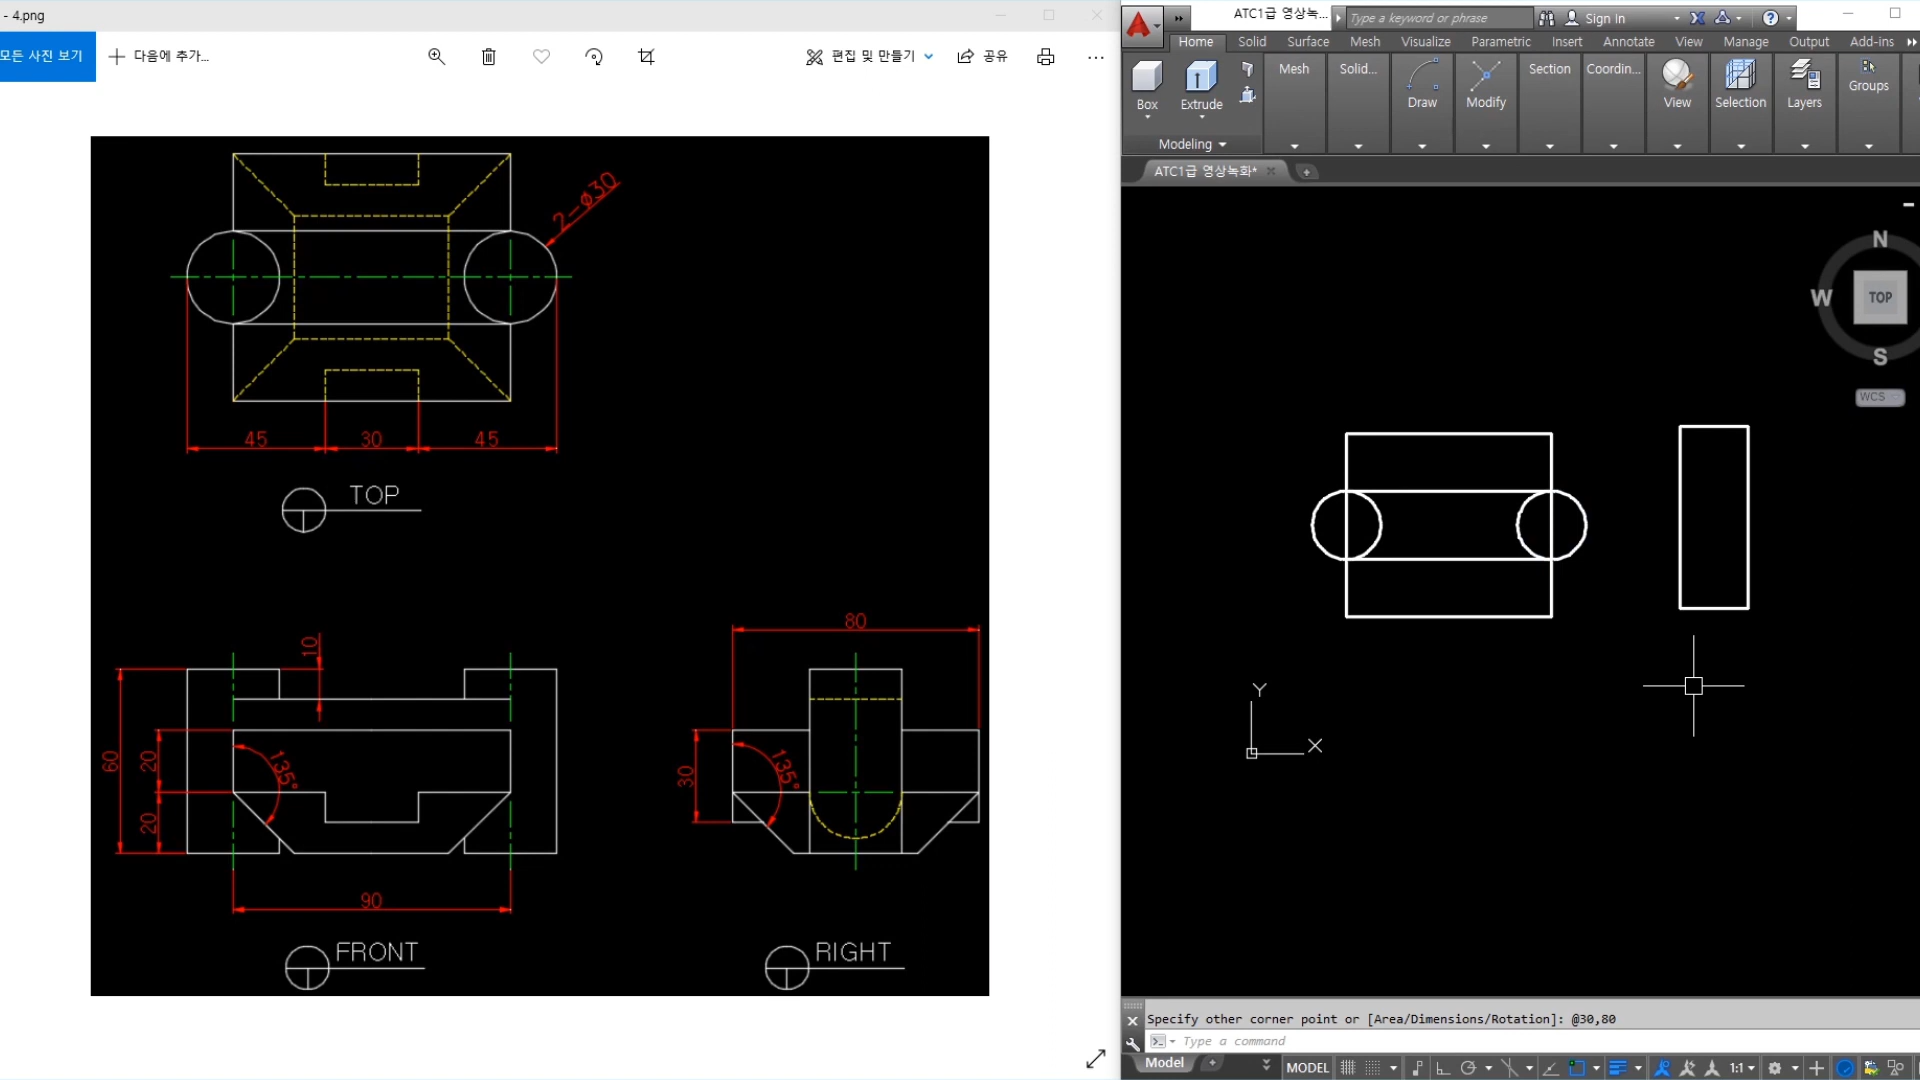 - 4.png
모든 사진 보기
다음에 추가...
편집 및 만들기
공유
2-ø30
45
30
45
TOP
10
60
20
20
135°
90
FRONT
80
30
135°
RIGHT
ATC1급 영상녹...
Type a keyword or phrase
Sign In
Home Solid Surface Mesh Visualize Parametric Insert Annotate View Manage Output Add-ins
Box
Extrude
Mesh
Solid...
Draw
Modify
Section
Coordin...
View
Selection
Layers
Groups
Modeling
ATC1급 영상녹화*
N
W
TOP
S
WCS
Y
X
Specify other corner point or [Area/Dimensions/Rotation]: @30,80
Type a command
Model
MODEL
1:1